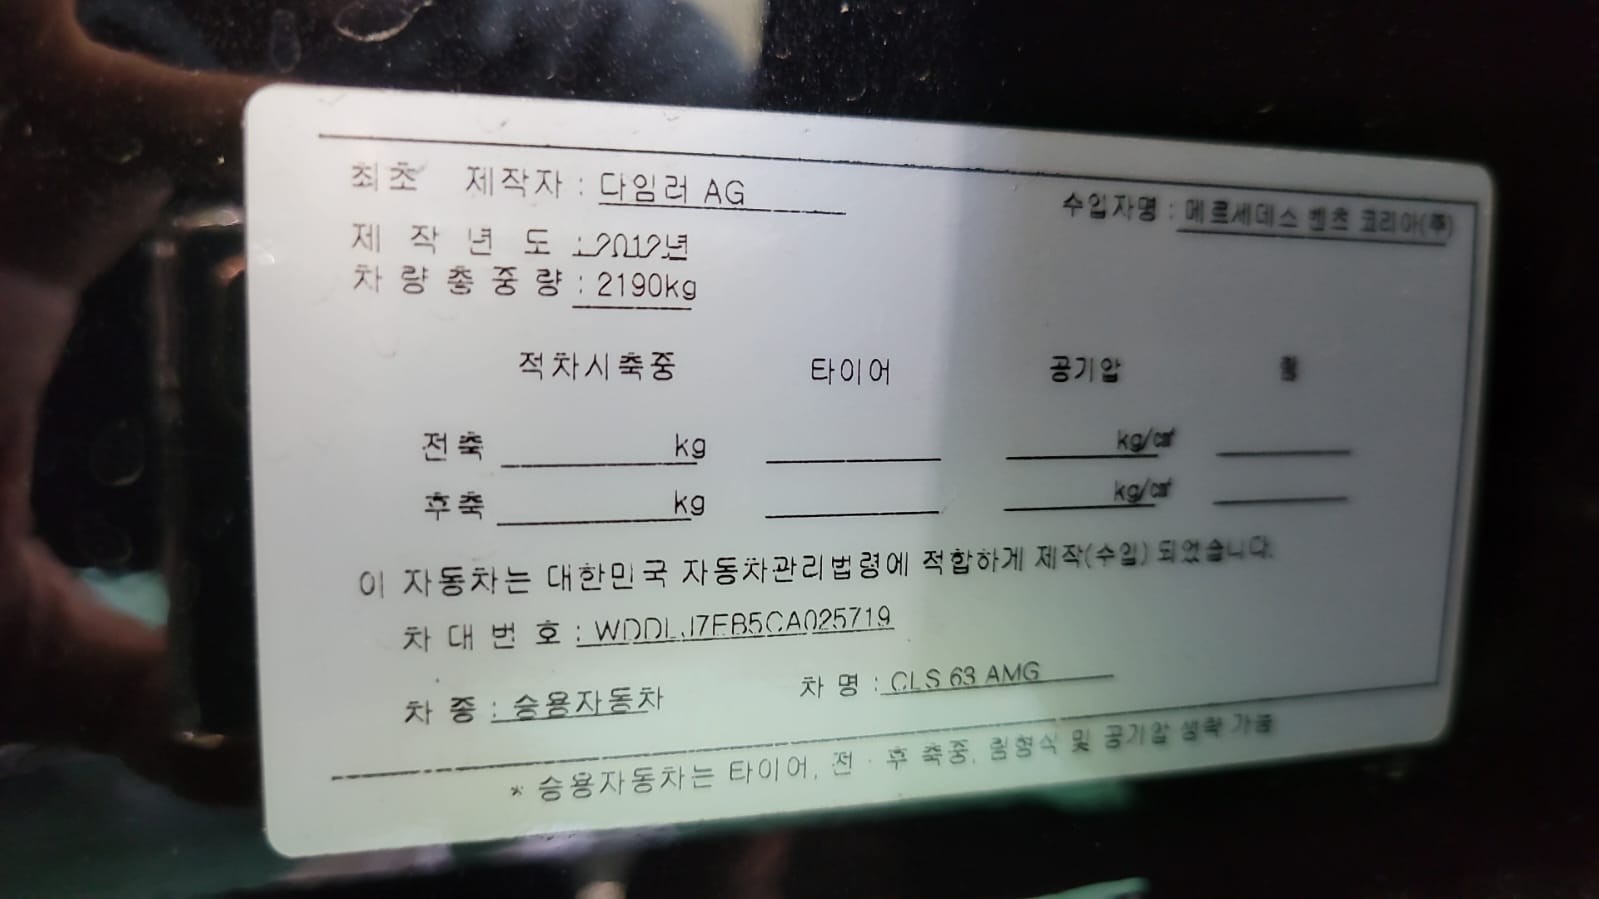 최초 제작자 : 다임러 AG 수입자명 : 메르세데스 벤츠 코리아(주)
제 작 년 도 : 2012년
차 량 총 중 량 : 2190kg
적차시축중 타이어 공기압 림
전축 kg kg/㎠
후축 kg kg/㎠
이 자동차는 대한민국 자동차관리법령에 적합하게 제작(수입) 되었습니다.
차 대 번 호 : WDDLJ7EB5CA025719
차 종 : 승용자동차 차 명 : CLS 63 AMG
* 승용자동차는 타이어, 전 · 후 축중, 림형식 및 공기압 생략 가능